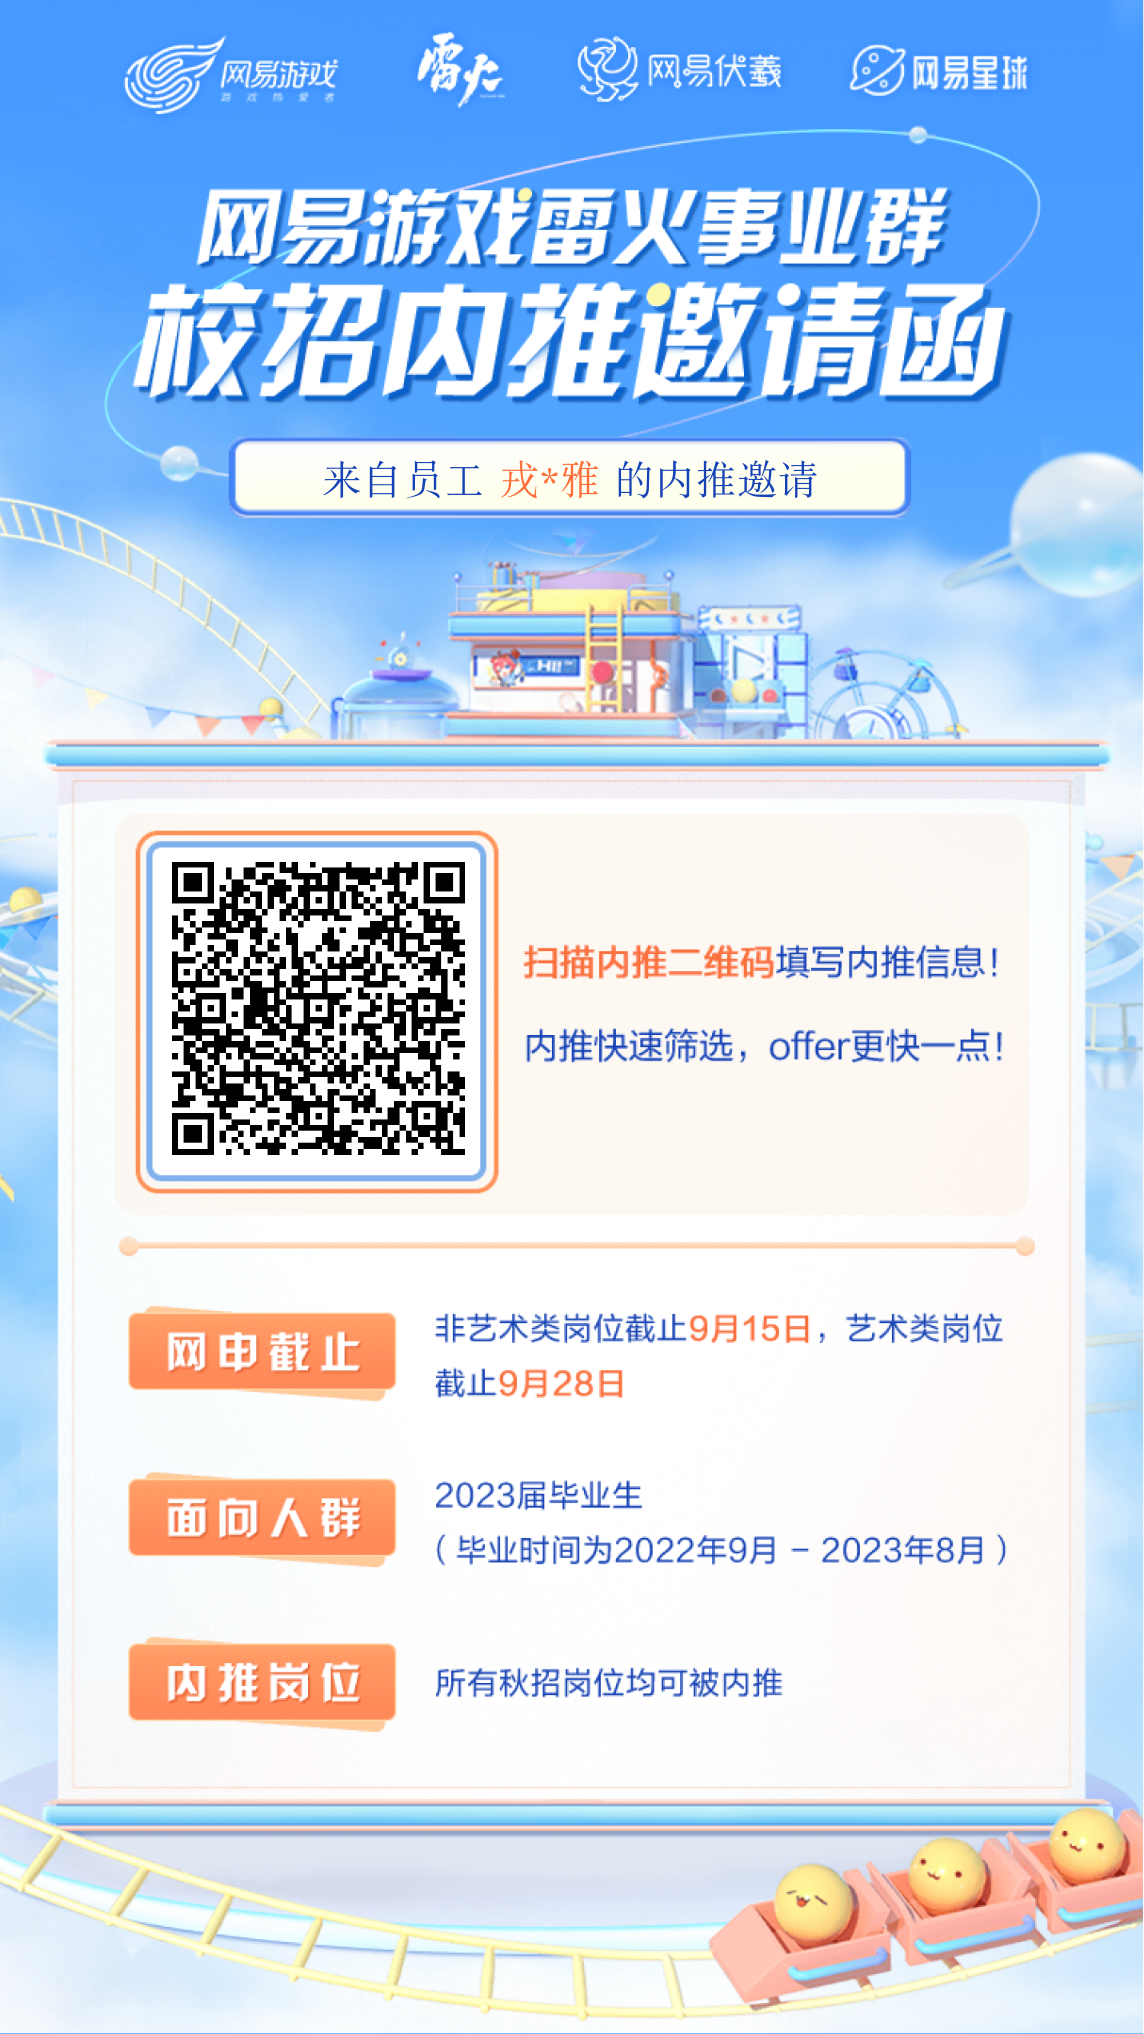 网易游戏 雷火 网易伏羲 网易星球
游戏热爱者
网易游戏雷火事业群
校招内推邀请函
来自员工 戎*雅 的内推邀请
HI!
扫描内推二维码填写内推信息！
内推快速筛选，offer更快一点！
网申截止
非艺术类岗位截止9月15日，艺术类岗位
截止9月28日
面向人群
2023届毕业生
（毕业时间为2022年9月 – 2023年8月）
内推岗位
所有秋招岗位均可被内推